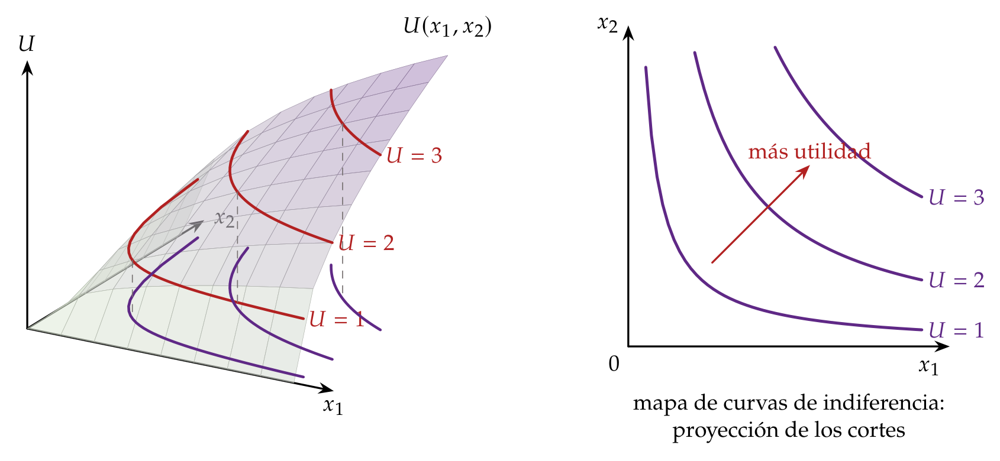 U
U(x₁, x₂)
U = 3
x₂
U = 2
U = 1
x₁
x₂
más utilidad
U = 3
U = 2
U = 1
0
x₁
mapa de curvas de indiferencia:
proyección de los cortes